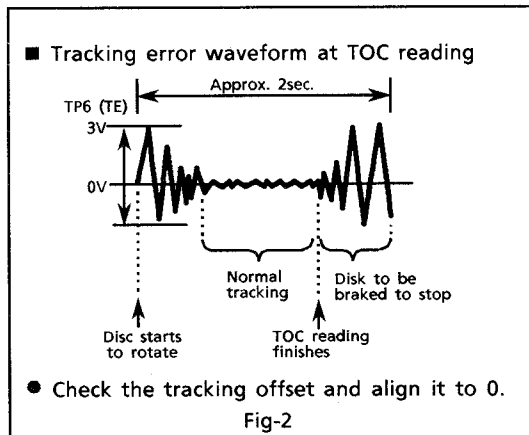 ■ Tracking error waveform at TOC reading
Approx. 2sec.
TP6 (TE)
3V
0V
Normal
tracking
Disk to be
braked to stop
Disc starts
to rotate
TOC reading
finishes
● Check the tracking offset and align it to 0.
Fig-2